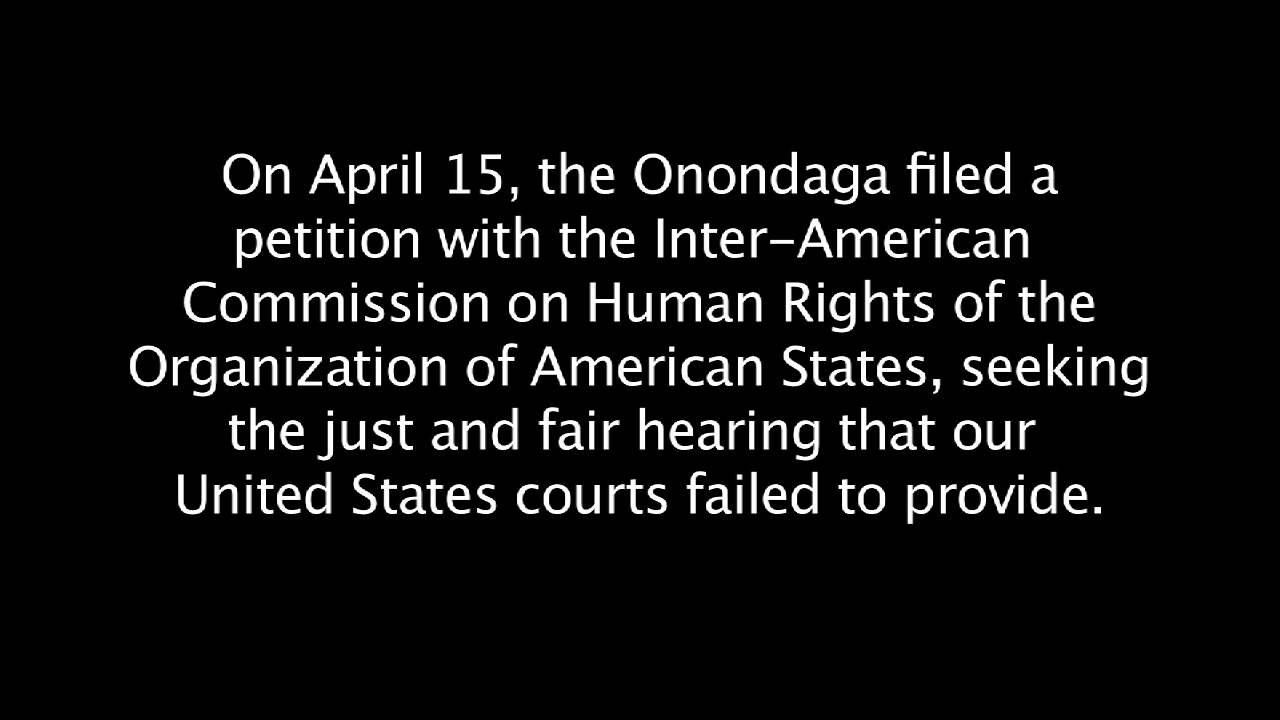 On April 15, the Onondaga filed a
petition with the Inter-American
Commission on Human Rights of the
Organization of American States, seeking
the just and fair hearing that our
United States courts failed to provide.